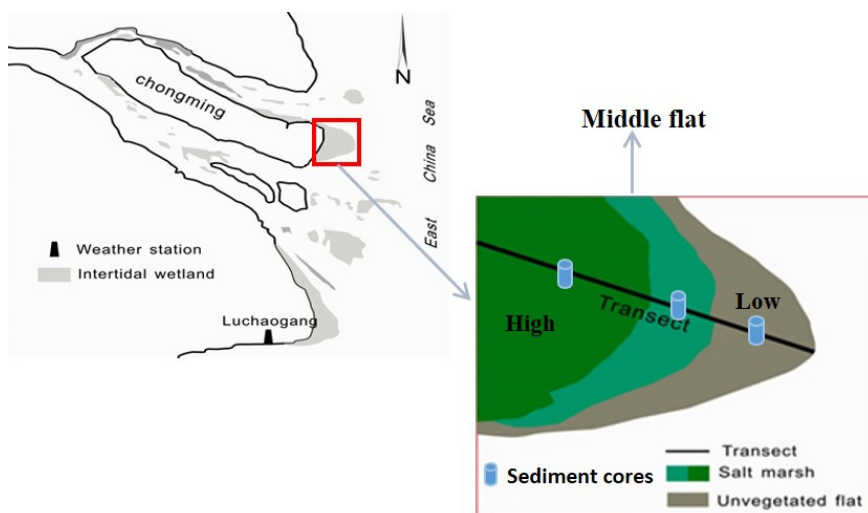 chongming
N
East China Sea
Weather station
Intertidal wetland
Luchaogang
Middle flat
High
Transect
Low
Transect
Sediment cores
Salt marsh
Unvegetated flat